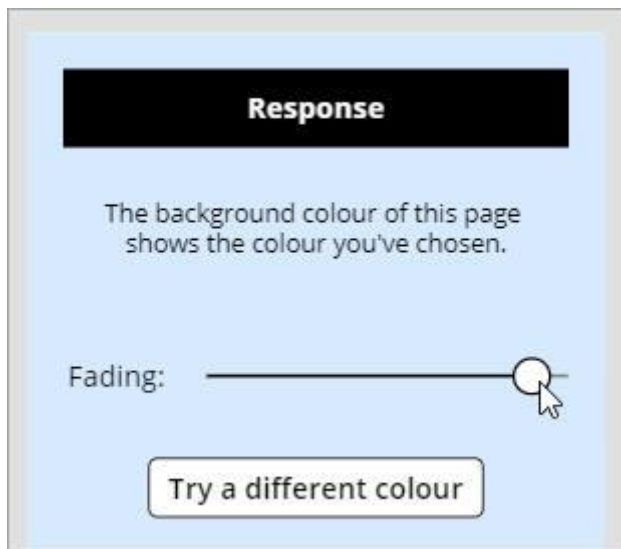 Response
The background colour of this page
shows the colour you've chosen.
Fading:
Try a different colour